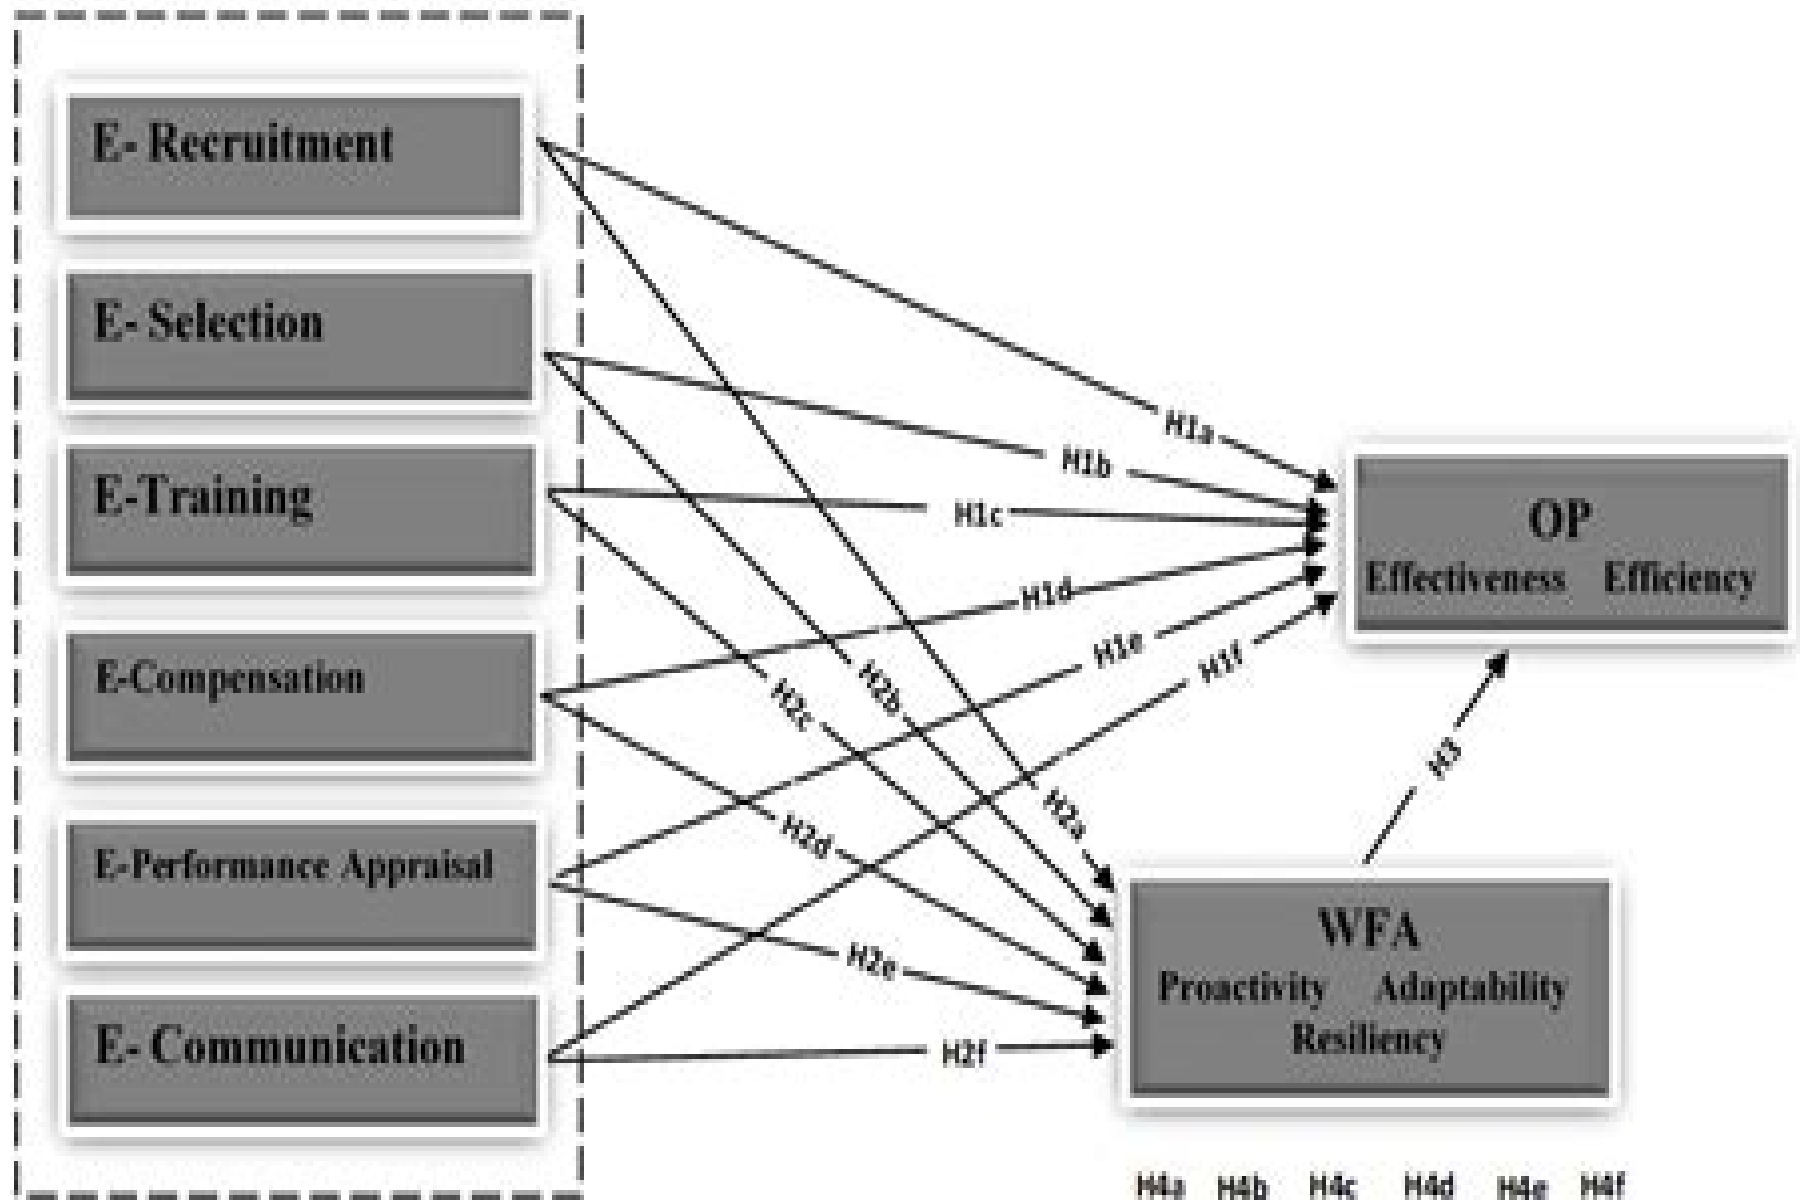 E- Recruitment
E- Selection
E-Training
E-Compensation
E-Performance Appraisal
E- Communication
H1a
H1b
H1c
H1d
H1e
H1f
H2b
H2c
H2a
H2d
H2e
H2f
H3
OP
Effectiveness Efficiency
WFA
Proactivity Adaptability
Resiliency
H4a H4b H4c H4d H4e H4f